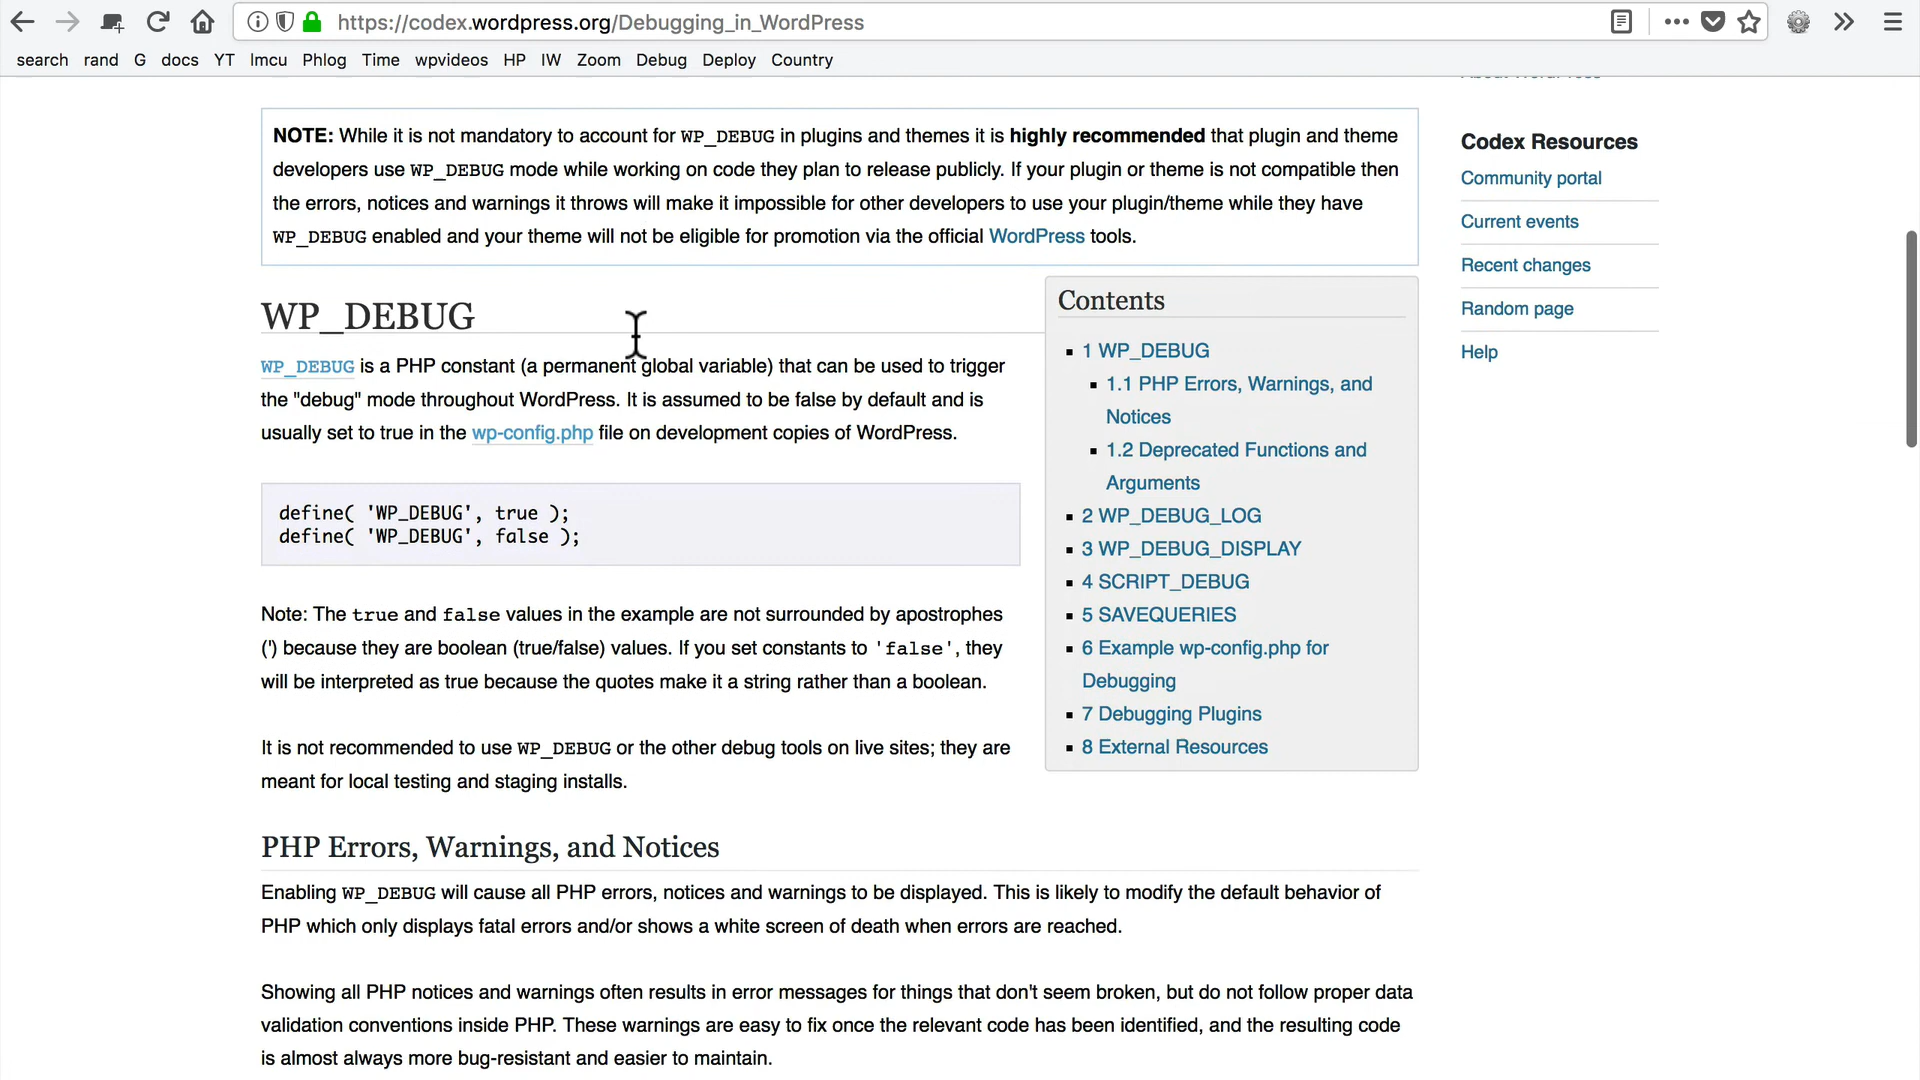 https://codex.wordpress.org/Debugging_in_WordPress
search rand G docs YT Imcu Phlog Time wpvideos HP IW Zoom Debug Deploy Country
NOTE: While it is not mandatory to account for WP_DEBUG in plugins and themes it is highly recommended that plugin and theme
developers use WP_DEBUG mode while working on code they plan to release publicly. If your plugin or theme is not compatible then
the errors, notices and warnings it throws will make it impossible for other developers to use your plugin/theme while they have
WP_DEBUG enabled and your theme will not be eligible for promotion via the official WordPress tools.
WP_DEBUG
WP_DEBUG is a PHP constant (a permanent global variable) that can be used to trigger
the "debug" mode throughout WordPress. It is assumed to be false by default and is
usually set to true in the wp-config.php file on development copies of WordPress.
define( 'WP_DEBUG', true );
define( 'WP_DEBUG', false );
Note: The true and false values in the example are not surrounded by apostrophes
(') because they are boolean (true/false) values. If you set constants to 'false', they
will be interpreted as true because the quotes make it a string rather than a boolean.
It is not recommended to use WP_DEBUG or the other debug tools on live sites; they are
meant for local testing and staging installs.
Contents
1 WP_DEBUG
1.1 PHP Errors, Warnings, and
Notices
1.2 Deprecated Functions and
Arguments
2 WP_DEBUG_LOG
3 WP_DEBUG_DISPLAY
4 SCRIPT_DEBUG
5 SAVEQUERIES
6 Example wp-config.php for
Debugging
7 Debugging Plugins
8 External Resources
PHP Errors, Warnings, and Notices
Enabling WP_DEBUG will cause all PHP errors, notices and warnings to be displayed. This is likely to modify the default behavior of
PHP which only displays fatal errors and/or shows a white screen of death when errors are reached.
Showing all PHP notices and warnings often results in error messages for things that don't seem broken, but do not follow proper data
validation conventions inside PHP. These warnings are easy to fix once the relevant code has been identified, and the resulting code
is almost always more bug-resistant and easier to maintain.
Codex Resources
Community portal
Current events
Recent changes
Random page
Help